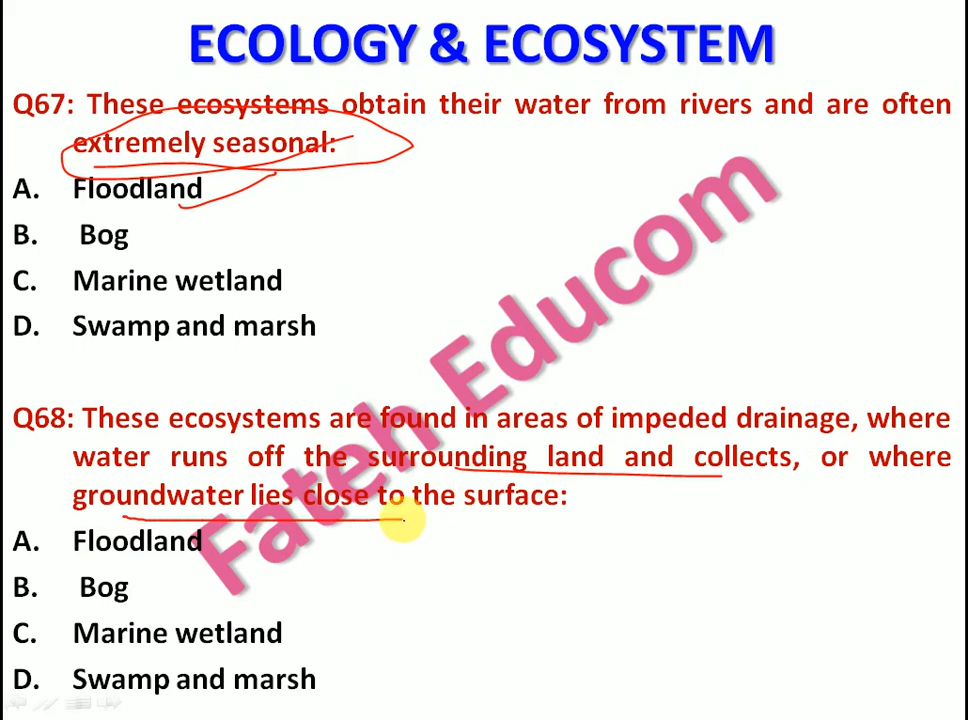 ECOLOGY & ECOSYSTEM
Q67: These ecosystems obtain their water from rivers and are often
extremely seasonal:
A. Floodland
B. Bog
C. Marine wetland
D. Swamp and marsh
Fateh Educom
Q68: These ecosystems are found in areas of impeded drainage, where
water runs off the surrounding land and collects, or where
groundwater lies close to the surface:
A. Floodland
B. Bog
C. Marine wetland
D. Swamp and marsh